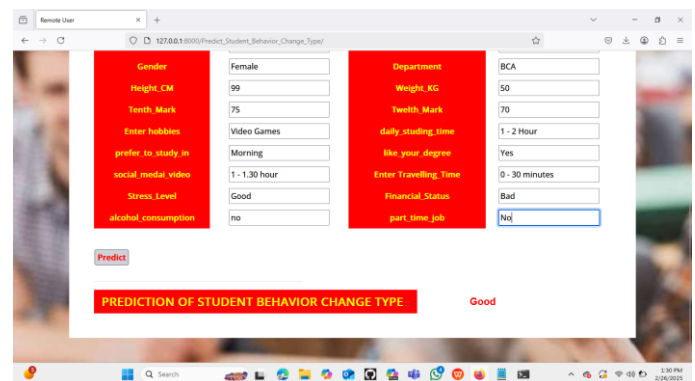 Remote User
127.0.0.1:8000/Predict_Student_Behavior_Change_Type/
Gender Female Department BCA
Height_CM 99 Weight_KG 50
Tenth_Mark 75 Twelth_Mark 70
Enter hobbies Video Games daily_studing_time 1 - 2 Hour
prefer_to_study_in Morning like_your_degree Yes
social_medai_video 1 - 1.30 hour Enter Travelling_Time 0 - 30 minutes
Stress_Level Good Financial_Status Bad
alcohol_consumption no part_time_job No
Predict
PREDICTION OF STUDENT BEHAVIOR CHANGE TYPE Good
Search
1:30 PM
2/28/2025